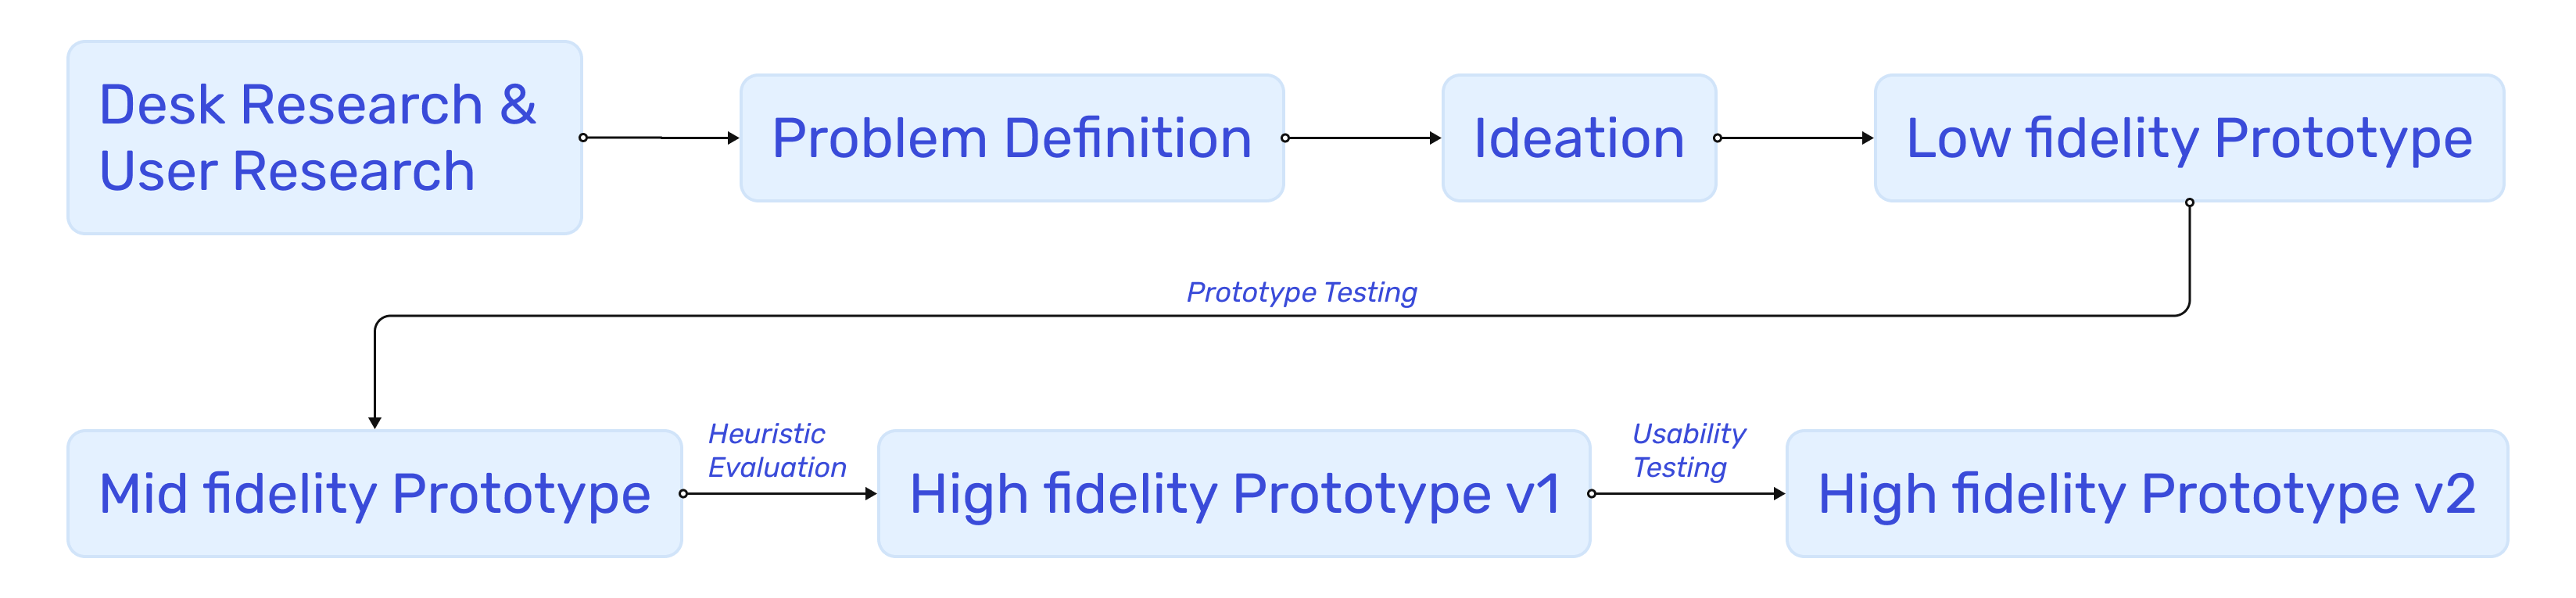 Desk Research &
User Research
Problem Definition
Ideation
Low fidelity Prototype
Prototype Testing
Mid fidelity Prototype
Heuristic
Evaluation
High fidelity Prototype v1
Usability
Testing
High fidelity Prototype v2